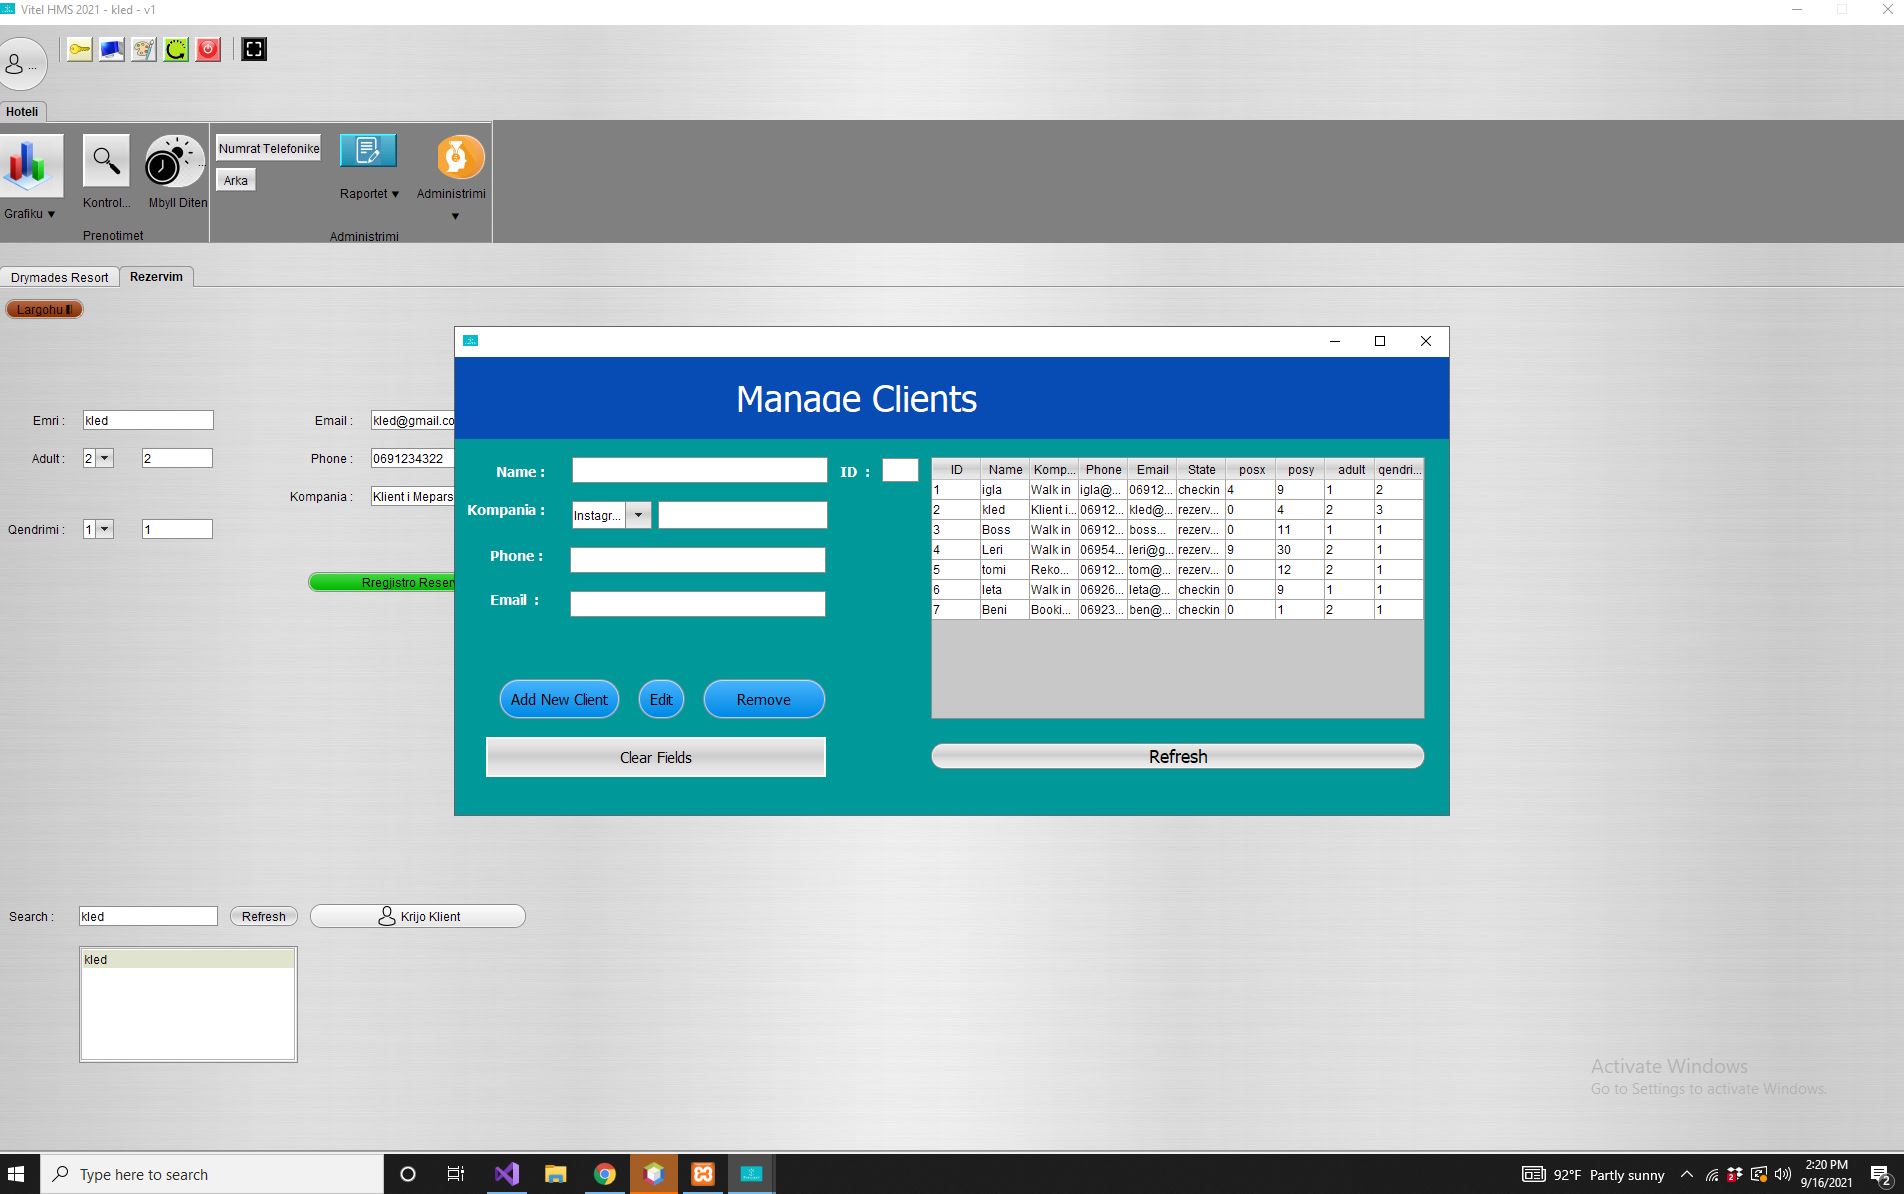 Vitel HMS 2021 - kled - v1
...
Hoteli
Grafiku ▼
Kontrol...
Mbyll Diten
...
Prenotimet
Numrat Telefonike
Arka
Raportet ▼
Administrimi
▼
Administrimi
Drymades Resort
Rezervim
Largohu
Emri : kled
Email : kled@gmail.co
Adult : 2 2
Phone : 0691234322
Kompania : Klient i Mepars
Qendrimi : 1 1
Rregjistro Reser
Manage Clients
Name :
ID :
Kompania : Instagr...
Phone :
Email :
Add New Client
Edit
Remove
Clear Fields
ID Name Komp... Phone Email State posx posy adult qendri...
1 igla Walk in igla@... 06912... checkin 4 9 1 2
2 kled Klient i... 06912... kled@... rezerv... 0 4 2 3
3 Boss Walk in 06912... boss... rezerv... 0 11 1 1
4 Leri Walk in 06954... leri@g... rezerv... 9 30 2 1
5 tomi Reko... 06912... tom@... rezerv... 0 12 2 1
6 leta Walk in 06926... leta@... checkin 0 9 1 1
7 Beni Booki... 06923... ben@... checkin 0 1 2 1
Refresh
Search : kled
Refresh
Krijo Klient
kled
Activate Windows
Go to Settings to activate Windows.
Type here to search
92°F Partly sunny
2:20 PM
9/16/2021
2
2